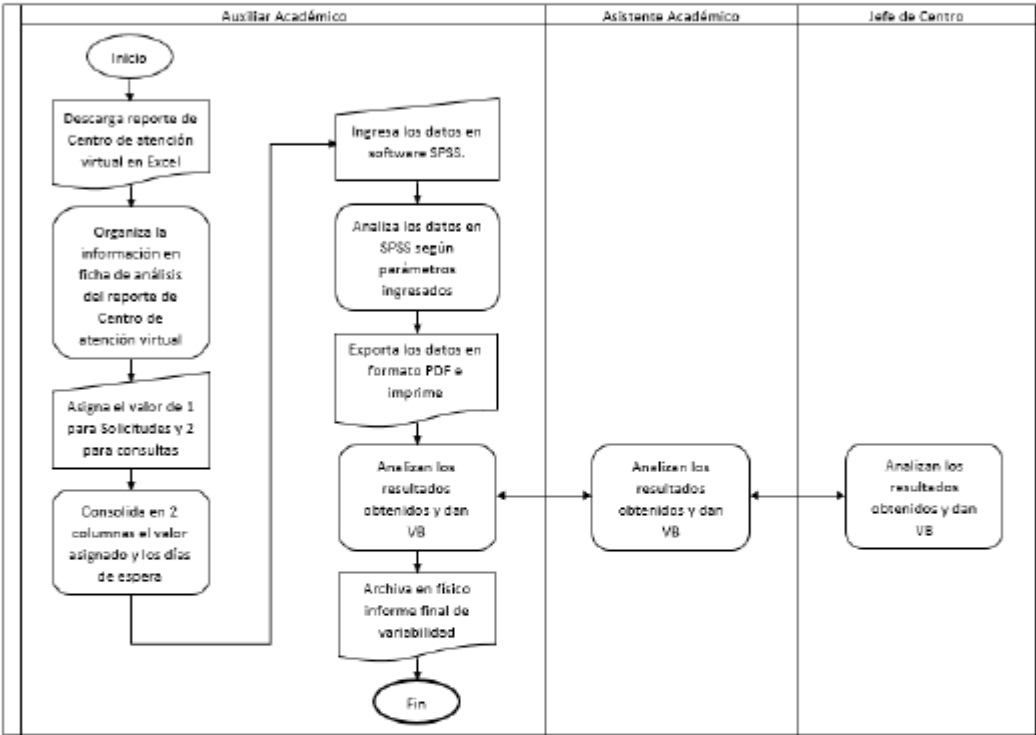 Auxiliar Académico
Asistente Académico
Jefe de Centro
Inicio
Descarga reporte de
Centro de atención
virtual en Excel
Organiza la
información en
ficha de análisis
del reporte de
Centro de
atención virtual
Asigna el valor de 1
para Solicitudes y 2
para consultas
Consolida en 2
columnas el valor
asignado y los días
de espera
Ingresa los datos en
software SPSS.
Analiza los datos en
SPSS según
parámetros
ingresados
Exporta los datos en
formato PDF e
imprime
Analizan los
resultados
obtenidos y dan
VB
Analizan los
resultados
obtenidos y dan
VB
Analizan los
resultados
obtenidos y dan
VB
Archiva en físico
informe final de
variabilidad
Fin